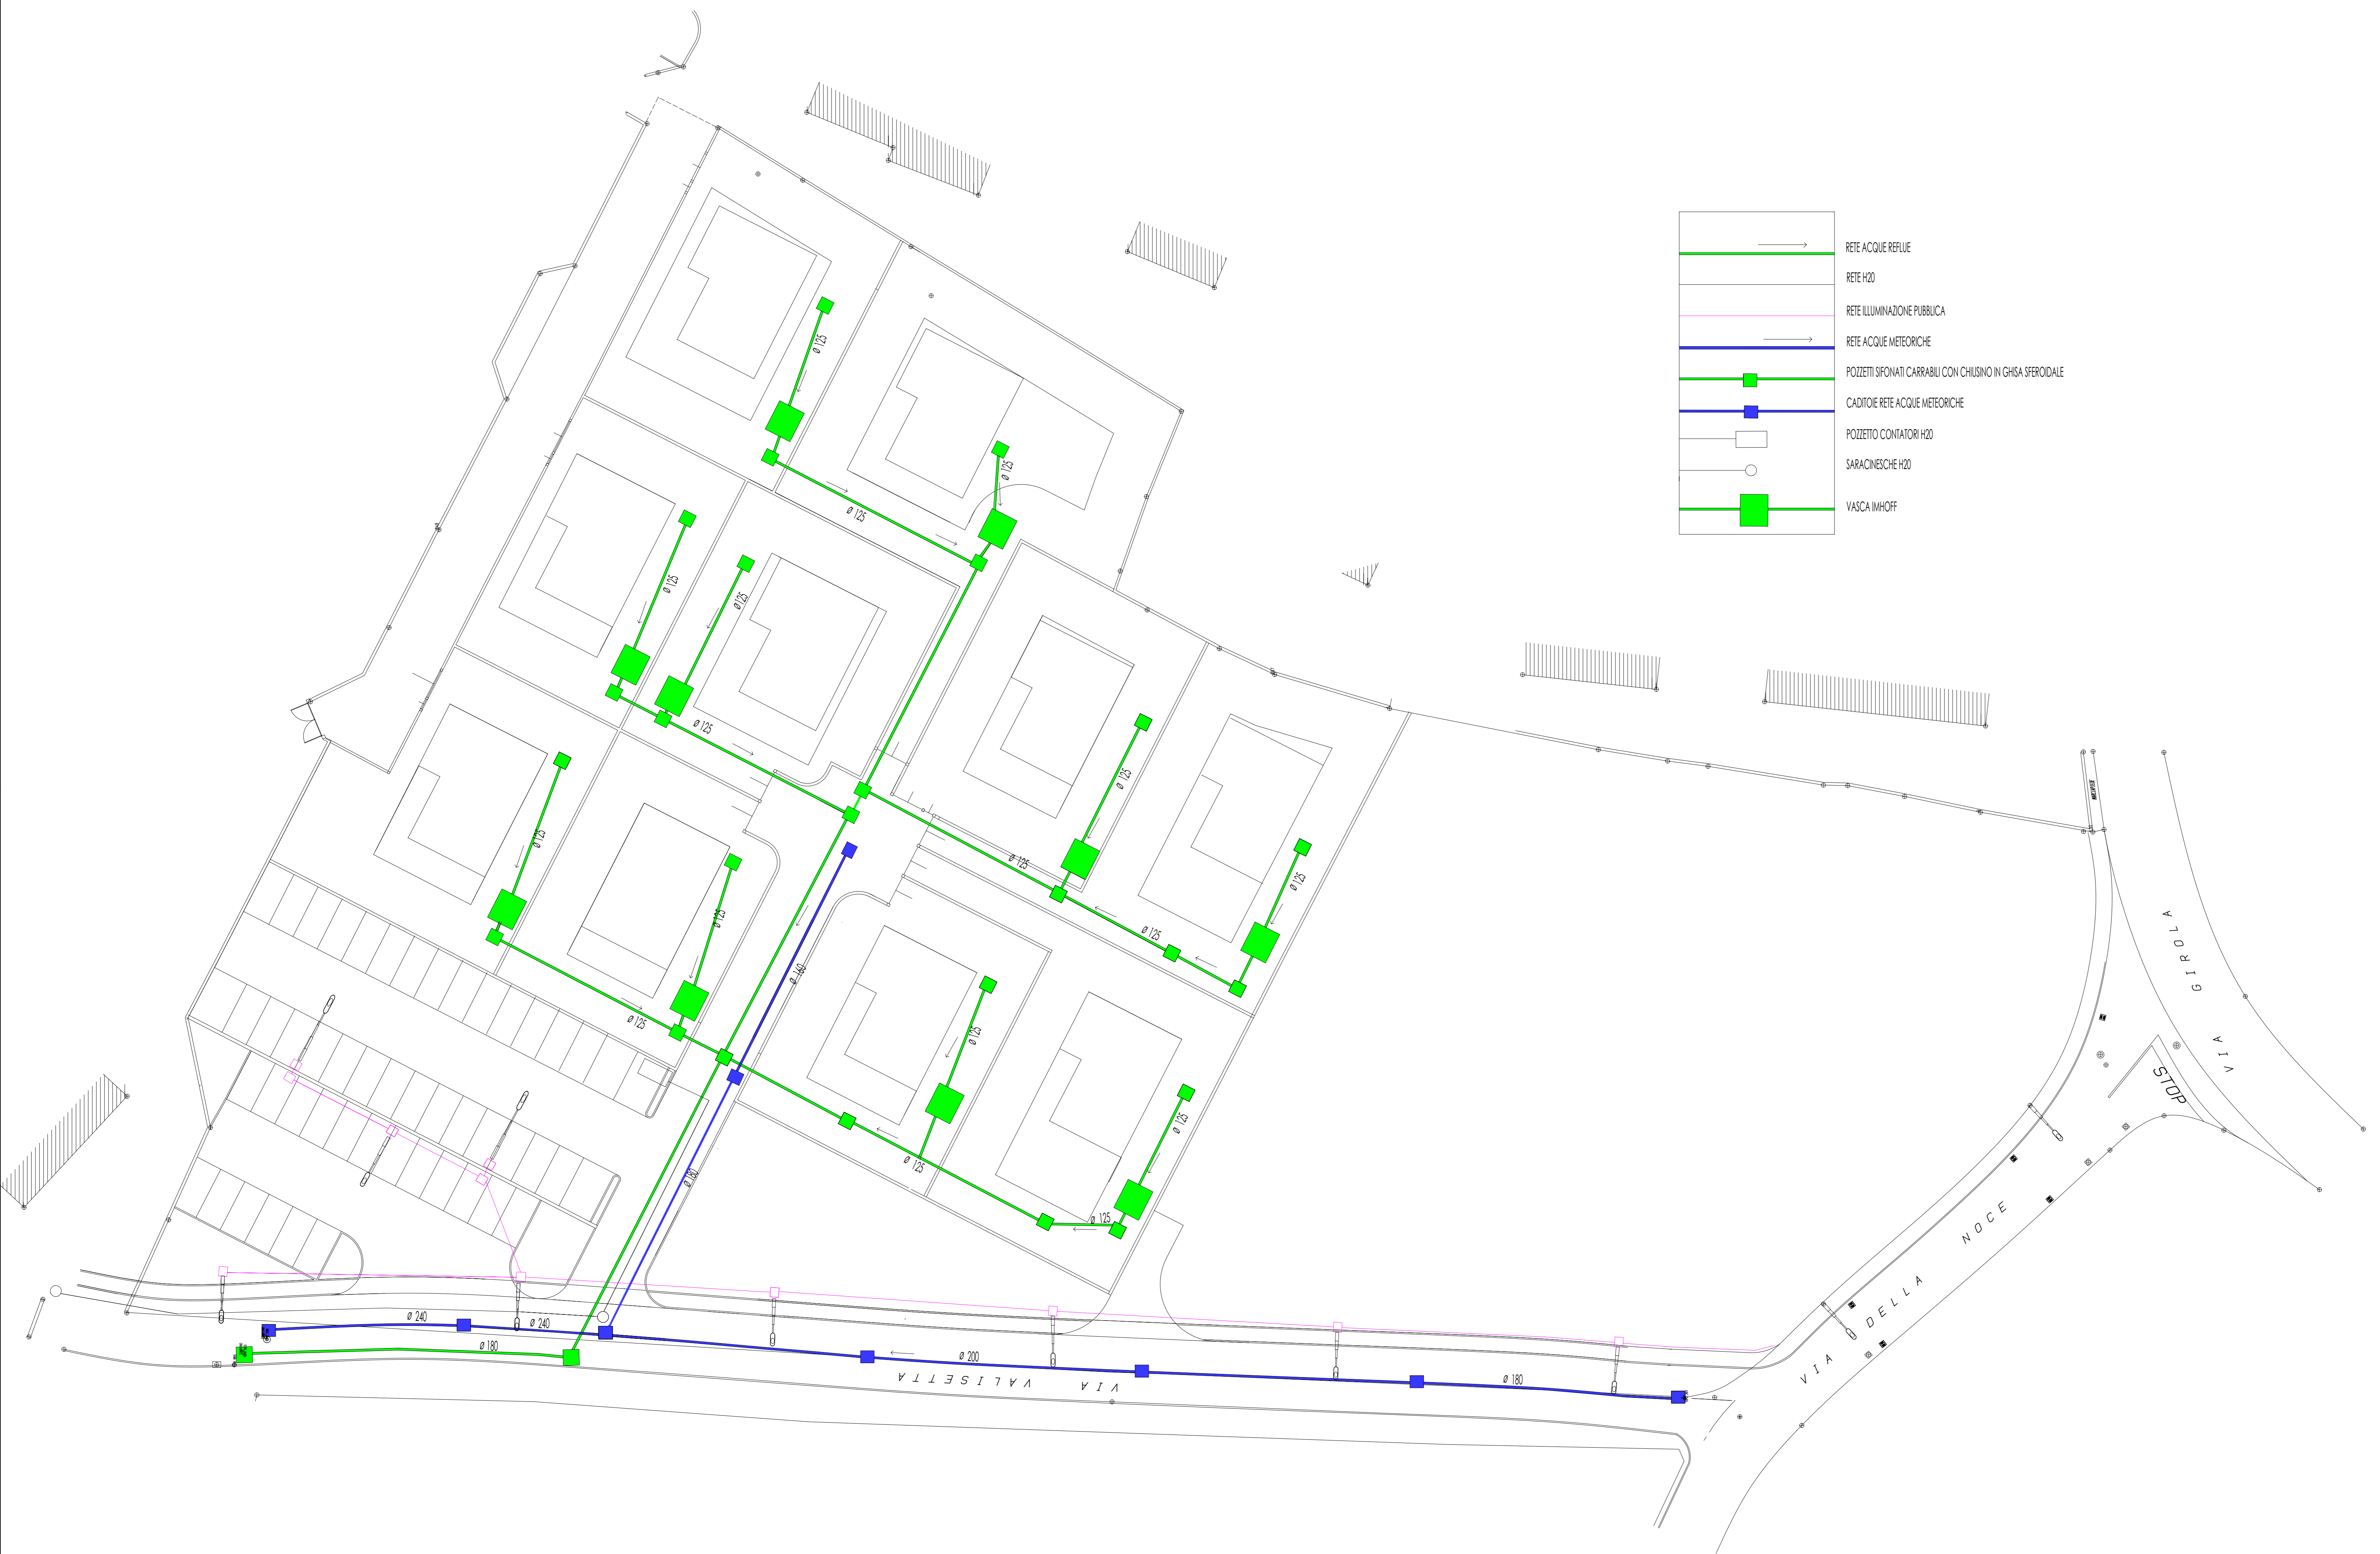 RETE ACQUE REFLUE
RETE H20
RETE ILLUMINAZIONE PUBBLICA
RETE ACQUE METEORICHE
POZZETTI SIFONATI CARRABILI CON CHIUSINO IN GHISA SFEROIDALE
CADITOIE RETE ACQUE METEORICHE
POZZETTO CONTATORI H20
SARACINESCHE H20
VASCA IMHOFF
Ø 125
Ø 125
Ø 125
Ø 125
Ø 125
Ø 125
Ø 125
Ø 125
Ø 125
Ø 125
Ø 125
Ø 125
Ø 125
Ø 160
Ø 125
Ø 125
Ø 125
Ø 125
Ø 180
Ø 125
Ø 240
Ø 240
Ø 180
Ø 200
Ø 180
VIA VALISETTA
VIA DELLA NOCE
STOP
VIA GIROLA